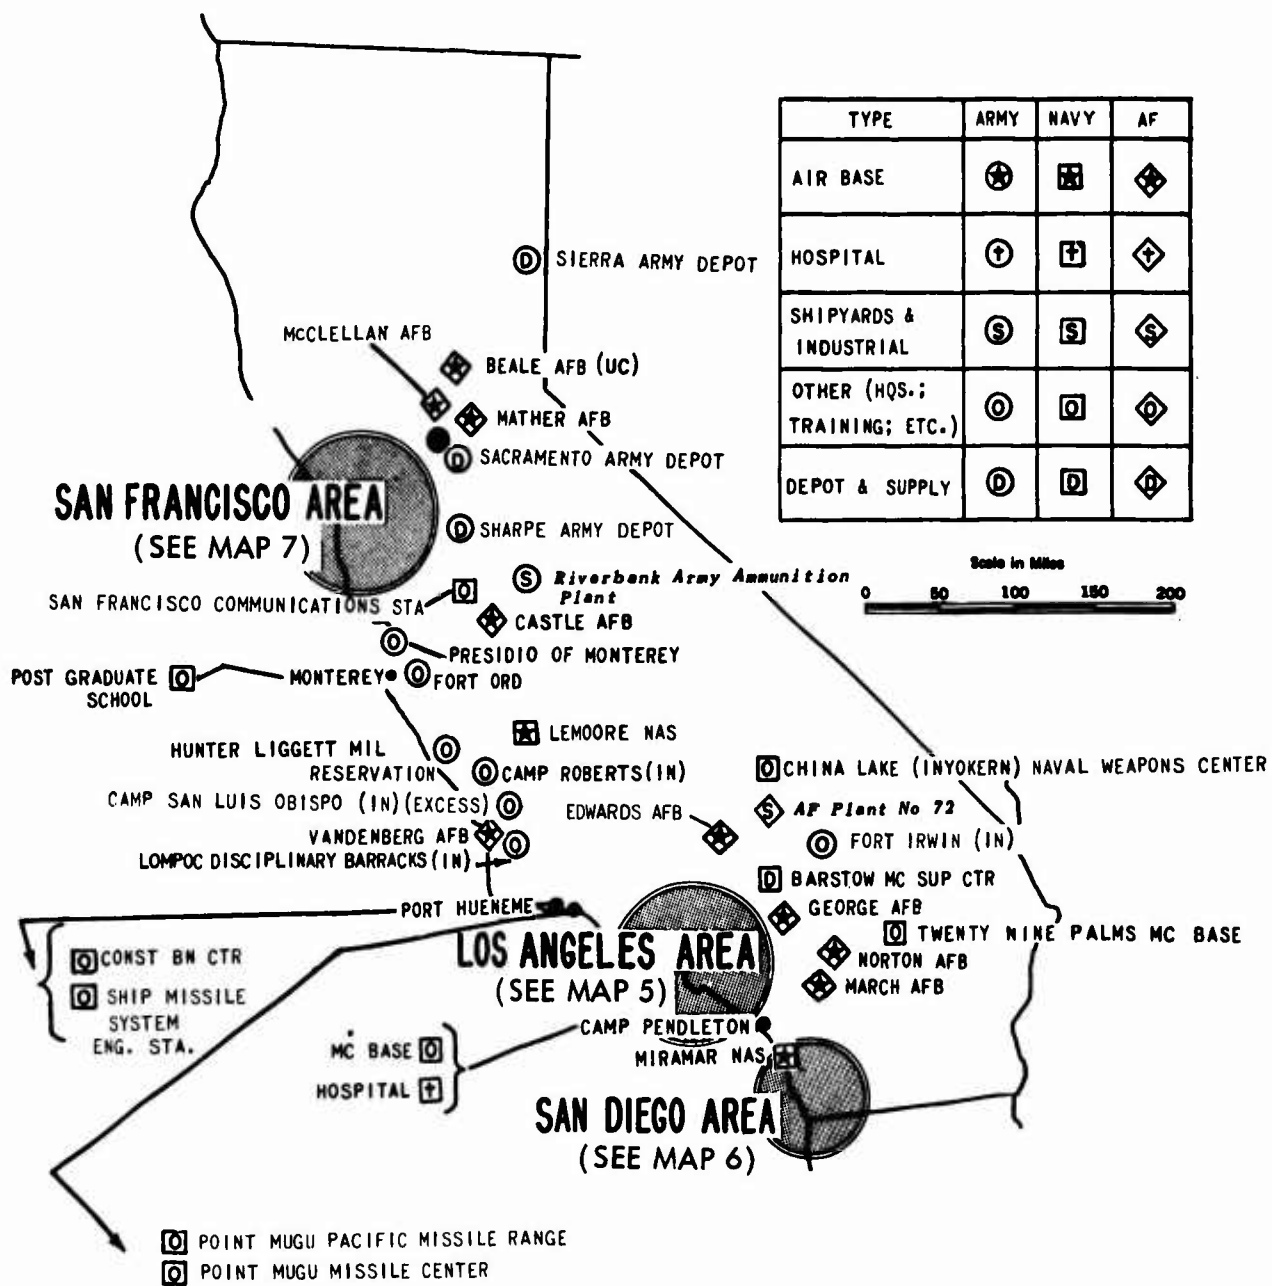 TYPE ARMY NAVY AF
AIR BASE
HOSPITAL
SHIPYARDS &
INDUSTRIAL
S S S
OTHER (HQS.;
TRAINING; ETC.)
O O O
DEPOT & SUPPLY
D D D
Scale in Miles
0 50 100 150 200
D SIERRA ARMY DEPOT
MCCLELLAN AFB
BEALE AFB (UC)
MATHER AFB
D SACRAMENTO ARMY DEPOT
SAN FRANCISCO AREA
(SEE MAP 7)
D SHARPE ARMY DEPOT
S Riverbank Army Ammunition
Plant
SAN FRANCISCO COMMUNICATIONS STA O
CASTLE AFB
O PRESIDIO OF MONTEREY
POST GRADUATE O
SCHOOL
MONTEREY
O FORT ORD
LEMOORE NAS
HUNTER LIGGETT MIL O
RESERVATION
O CAMP ROBERTS (IN)
O CHINA LAKE (INYOKERN) NAVAL WEAPONS CENTER
CAMP SAN LUIS OBISPO (IN)(EXCESS) O
EDWARDS AFB
S AF Plant No 72
VANDENBERG AFB
O FORT IRWIN (IN)
LOMPOC DISCIPLINARY BARRACKS (IN) O
D BARSTOW MC SUP CTR
PORT HUENEME
GEORGE AFB
O TWENTY NINE PALMS MC BASE
LOS ANGELES AREA
(SEE MAP 5)
NORTON AFB
MARCH AFB
O CONST BN CTR
O SHIP MISSILE
SYSTEM
ENG. STA.
CAMP PENDLETON
MC BASE O
HOSPITAL
MIRAMAR NAS
SAN DIEGO AREA
(SEE MAP 6)
O POINT MUGU PACIFIC MISSILE RANGE
O POINT MUGU MISSILE CENTER